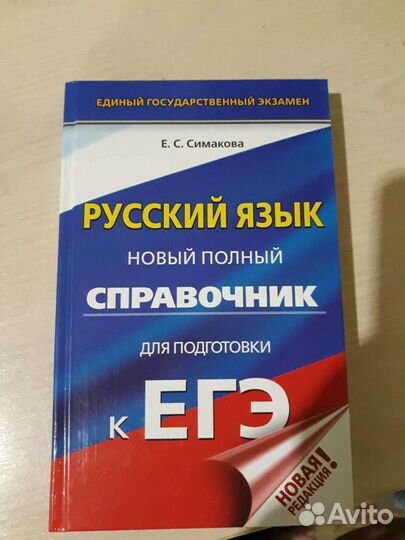 ЕДИНЫЙ ГОСУДАРСТВЕННЫЙ ЭКЗАМЕН
Е. С. Симакова
РУССКИЙ ЯЗЫК
НОВЫЙ ПОЛНЫЙ
СПРАВОЧНИК
ДЛЯ ПОДГОТОВКИ
К ЕГЭ
НОВАЯ
РЕДАКЦИЯ!
Avito